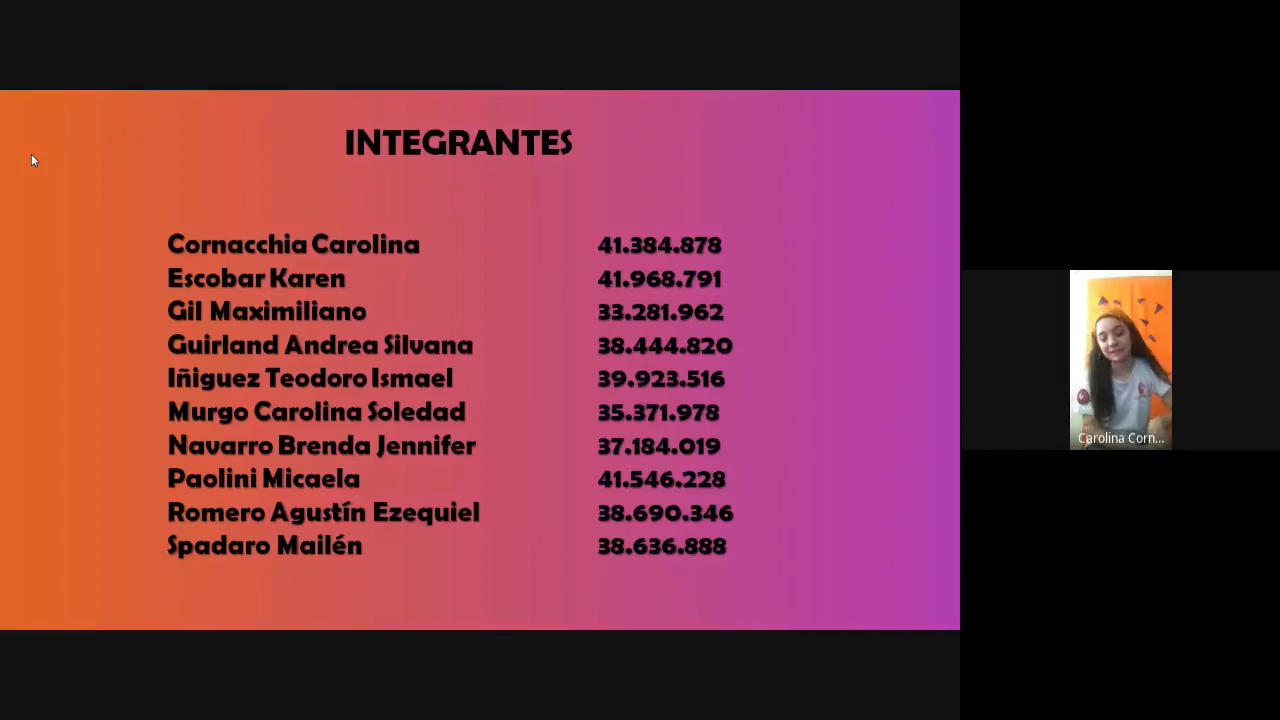 INTEGRANTES
Cornacchia Carolina 41.384.878
Escobar Karen 41.968.791
Gil Maximiliano 33.281.962
Guirland Andrea Silvana 38.444.820
Iñiguez Teodoro Ismael 39.923.516
Murgo Carolina Soledad 35.371.978
Navarro Brenda Jennifer 37.184.019
Paolini Micaela 41.546.228
Romero Agustín Ezequiel 38.690.346
Spadaro Mailén 38.636.888
Carolina Corn...